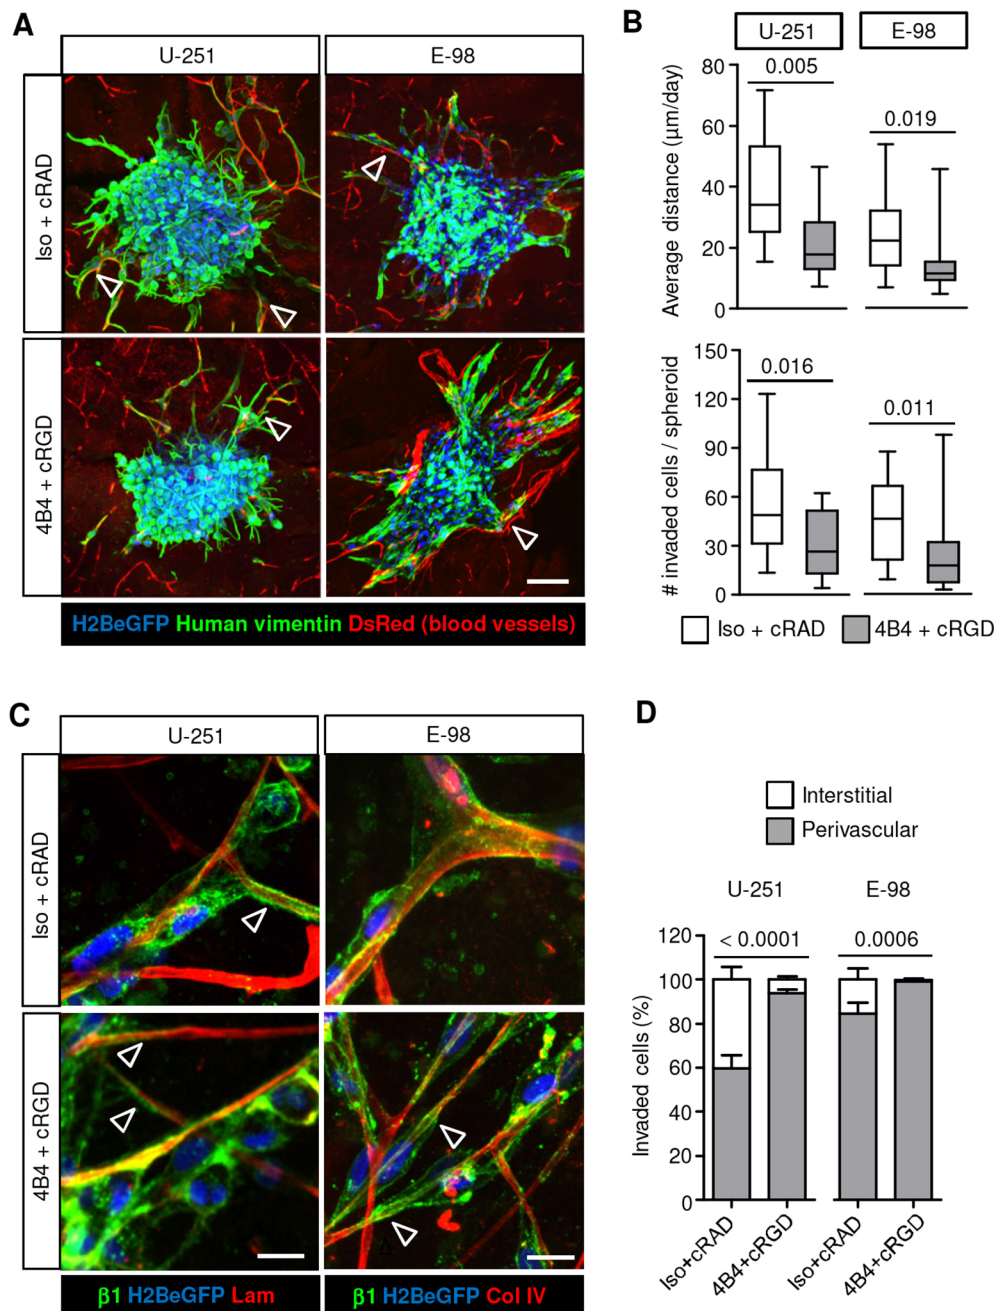 A
U-251
E-98
Iso + cRAD
4B4 + cRGD
H2BeGFP Human vimentin DsRed (blood vessels)
B
U-251
E-98
Average distance (µm/day)
80
60
40
20
0
0.005
0.019
# invaded cells / spheroid
150
120
90
60
30
0
0.016
0.011
Iso + cRAD
4B4 + cRGD
C
U-251
E-98
Iso + cRAD
4B4 + cRGD
β1 H2BeGFP Lam
β1 H2BeGFP Col IV
D
Interstitial
Perivascular
U-251
E-98
< 0.0001
0.0006
Invaded cells (%)
120
100
80
60
40
20
0
Iso+cRAD
4B4+cRGD
Iso+cRAD
4B4+cRGD